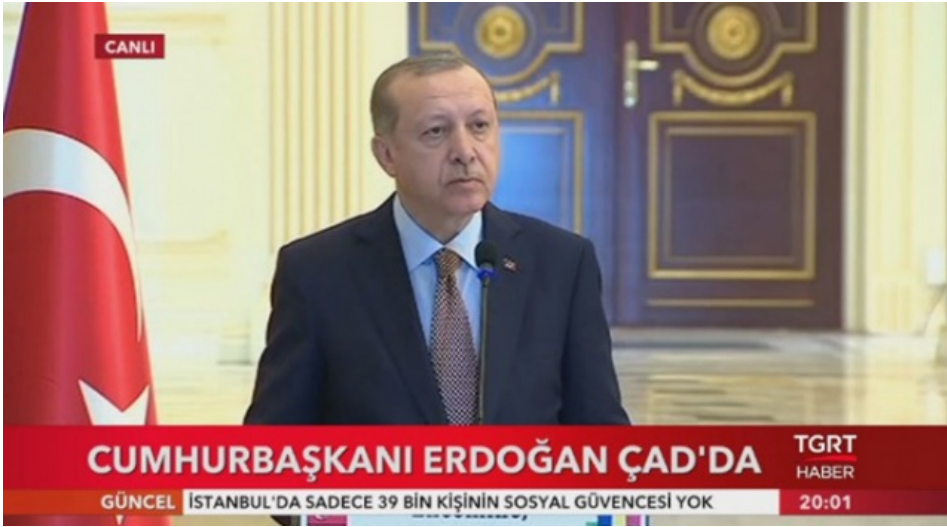 CANLI
CUMHURBAŞKANI ERDOĞAN ÇAD'DA
TGRT
HABER
GÜNCEL İSTANBUL'DA SADECE 39 BİN KİŞİNİN SOSYAL GÜVENCESİ YOK
20:01